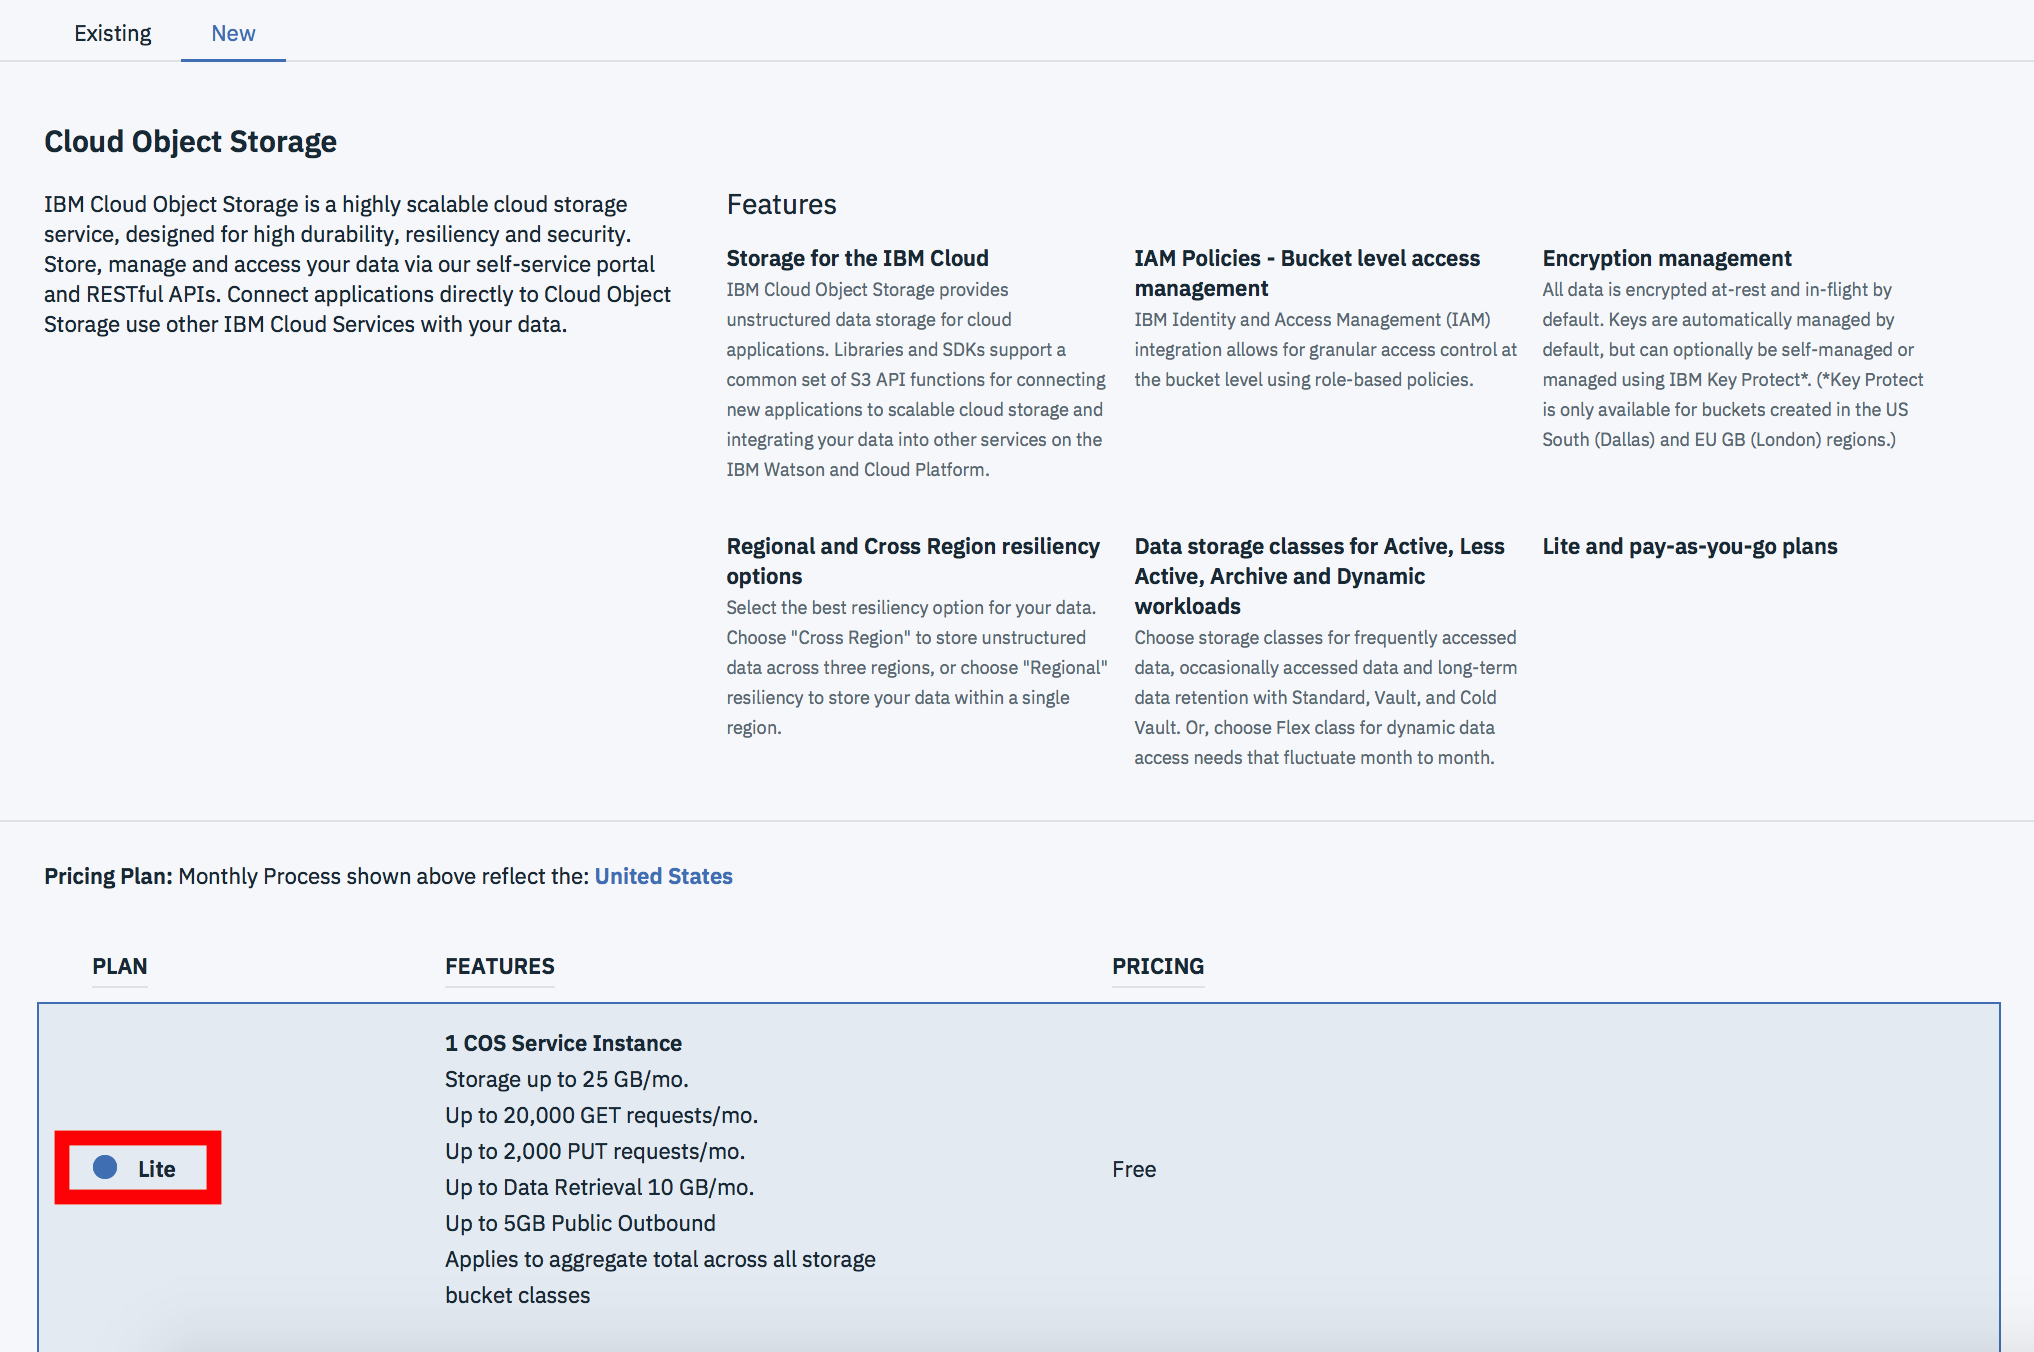 Existing
New
Cloud Object Storage
IBM Cloud Object Storage is a highly scalable cloud storage
service, designed for high durability, resiliency and security.
Store, manage and access your data via our self-service portal
and RESTful APIs. Connect applications directly to Cloud Object
Storage use other IBM Cloud Services with your data.
Features
Storage for the IBM Cloud
IBM Cloud Object Storage provides
unstructured data storage for cloud
applications. Libraries and SDKs support a
common set of S3 API functions for connecting
new applications to scalable cloud storage and
integrating your data into other services on the
IBM Watson and Cloud Platform.
IAM Policies - Bucket level access
management
IBM Identity and Access Management (IAM)
integration allows for granular access control at
the bucket level using role-based policies.
Encryption management
All data is encrypted at-rest and in-flight by
default. Keys are automatically managed by
default, but can optionally be self-managed or
managed using IBM Key Protect*. (*Key Protect
is only available for buckets created in the US
South (Dallas) and EU GB (London) regions.)
Regional and Cross Region resiliency
options
Select the best resiliency option for your data.
Choose "Cross Region" to store unstructured
data across three regions, or choose "Regional"
resiliency to store your data within a single
region.
Data storage classes for Active, Less
Active, Archive and Dynamic
workloads
Choose storage classes for frequently accessed
data, occasionally accessed data and long-term
data retention with Standard, Vault, and Cold
Vault. Or, choose Flex class for dynamic data
access needs that fluctuate month to month.
Lite and pay-as-you-go plans
Pricing Plan: Monthly Process shown above reflect the: United States
PLAN
FEATURES
PRICING
Lite
1 COS Service Instance
Storage up to 25 GB/mo.
Up to 20,000 GET requests/mo.
Up to 2,000 PUT requests/mo.
Up to Data Retrieval 10 GB/mo.
Up to 5GB Public Outbound
Applies to aggregate total across all storage
bucket classes
Free